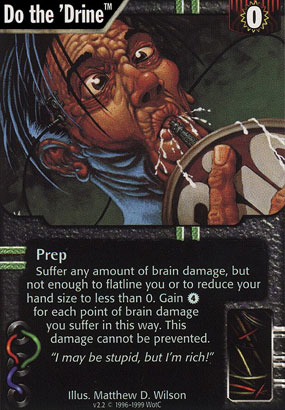 Do the 'Drine™
0
Prep
Suffer any amount of brain damage, but
not enough to flatline you or to reduce your
hand size to less than 0. Gain 4
for each point of brain damage
you suffer in this way. This
damage cannot be prevented.
"I may be stupid, but I'm rich!"
Illus. Matthew D. Wilson
v2.2 © 1996-1999 WotC